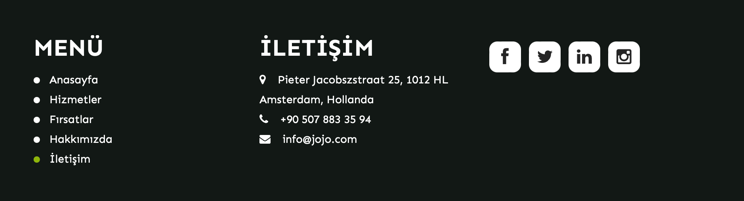 MENÜ
Anasayfa
Hizmetler
Fırsatlar
Hakkımızda
İletişim
İLETİŞİM
Pieter Jacobszstraat 25, 1012 HL
Amsterdam, Hollanda
+90 507 883 35 94
info@jojo.com